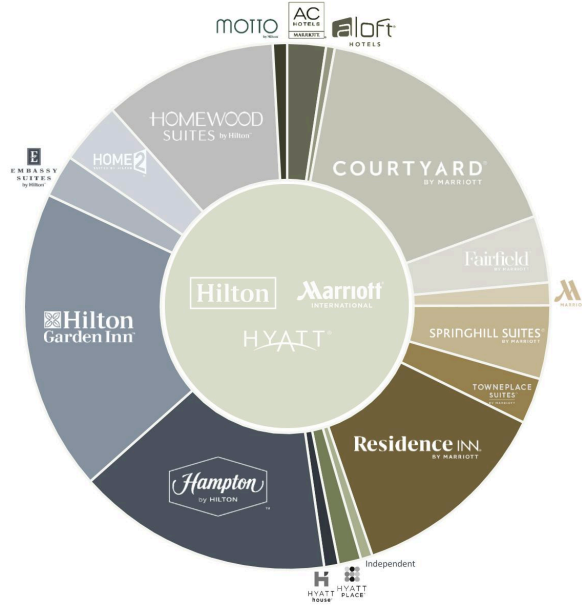 MOTTO
by Hilton
AC
HOTELS
MARRIOTT
aloft
HOTELS
HOMEWOOD
SUITES by Hilton
COURTYARD
BY MARRIOTT
E
EMBASSY
SUITES
by Hilton
HOME2
Fairfield
BY MARRIOTT
Hilton
Marriott
INTERNATIONAL
HYATT
MARRIO
Hilton
Garden Inn
SPRINGHILL SUITES
BY MARRIOTT
TOWNEPLACE
SUITES
BY MARRIOTT
Residence INN.
BY MARRIOTT
Hampton
by HILTON
Independent
H
HYATT
house
HYATT
PLACE